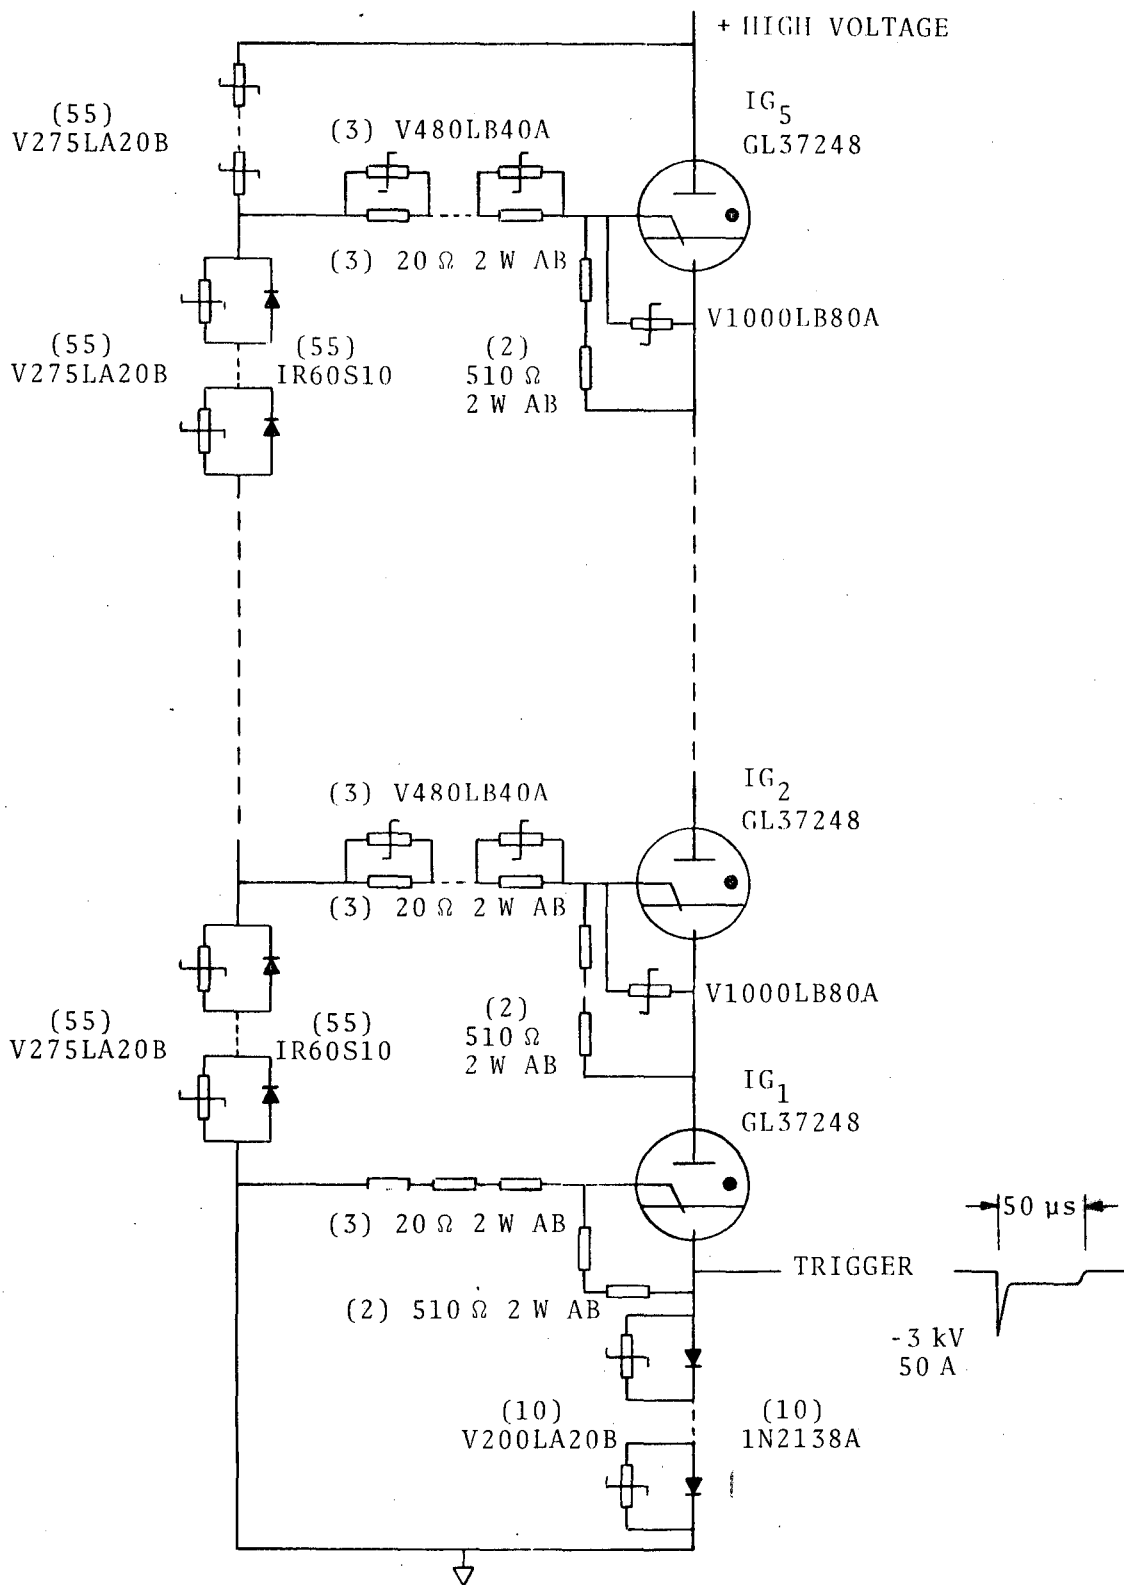 + HIGH VOLTAGE
(55)
V275LA20B
(3) V480LB40A
IG5
GL37248
(3) 20 Ω 2 W AB
V1000LB80A
(55)
V275LA20B
(55)
IR60S10
(2)
510 Ω
2 W AB
(3) V480LB40A
IG2
GL37248
(3) 20 Ω 2 W AB
V1000LB80A
(55)
V275LA20B
(55)
IR60S10
(2)
510 Ω
2 W AB
IG1
GL37248
(3) 20 Ω 2 W AB
50 µs
TRIGGER
(2) 510 Ω 2 W AB
-3 kV
50 A
(10)
V200LA20B
(10)
1N2138A